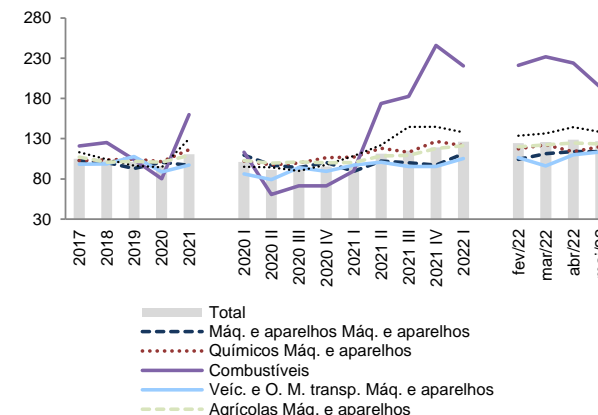 280
230
180
130
80
30
2017
2018
2019
2020
2021
2020 I
2020 II
2020 III
2020 IV
2021 I
2021 II
2021 III
2021 IV
2022 I
fev/22
mar/22
abr/22
Total
Máq. e aparelhos Máq. e aparelhos
Químicos Máq. e aparelhos
Combustíveis
Veíc. e O. M. transp. Máq. e aparelhos
Agrícolas Máq. e aparelhos